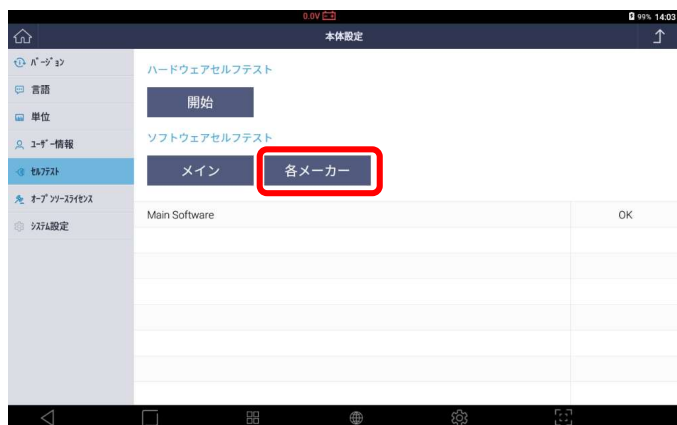 0.0V
99% 14:03
本体設定
ﾊﾞｰｼﾞｮﾝ
言語
単位
ﾕｰｻﾞｰ情報
ｾﾙﾌﾃｽﾄ
ｵｰﾌﾟﾝｿｰｽﾗｲｾﾝｽ
ｼｽﾃﾑ設定
ハードウェアセルフテスト
開始
ソフトウェアセルフテスト
メイン 各メーカー
Main Software OK